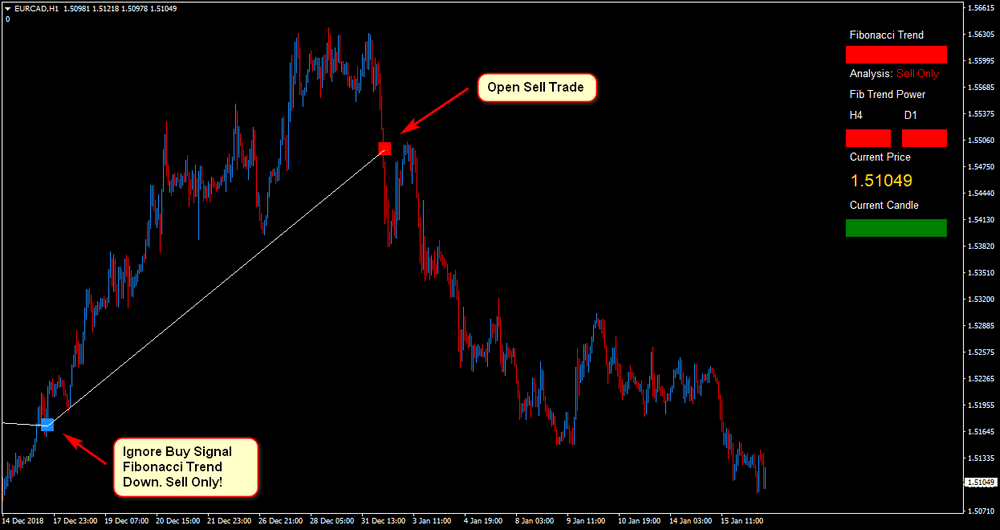 EURCAD,H1 1.50981 1.51218 1.50978 1.51049
0
Fibonacci Trend
Analysis: Sell Only
Fib Trend Power
H4 D1
Current Price
1.51049
Current Candle
Open Sell Trade
Ignore Buy Signal
Fibonacci Trend
Down. Sell Only!
1.56615
1.56305
1.55995
1.55685
1.55375
1.55060
1.54750
1.54440
1.54130
1.53820
1.53510
1.53200
1.52885
1.52575
1.52265
1.51955
1.51645
1.51335
1.51049
1.50710
14 Dec 2018 17 Dec 23:00 19 Dec 07:00 20 Dec 15:00 21 Dec 23:00 26 Dec 21:00 28 Dec 05:00 31 Dec 13:00 3 Jan 11:00 4 Jan 19:00 8 Jan 03:00 9 Jan 11:00 10 Jan 19:00 14 Jan 03:00 15 Jan 11:00